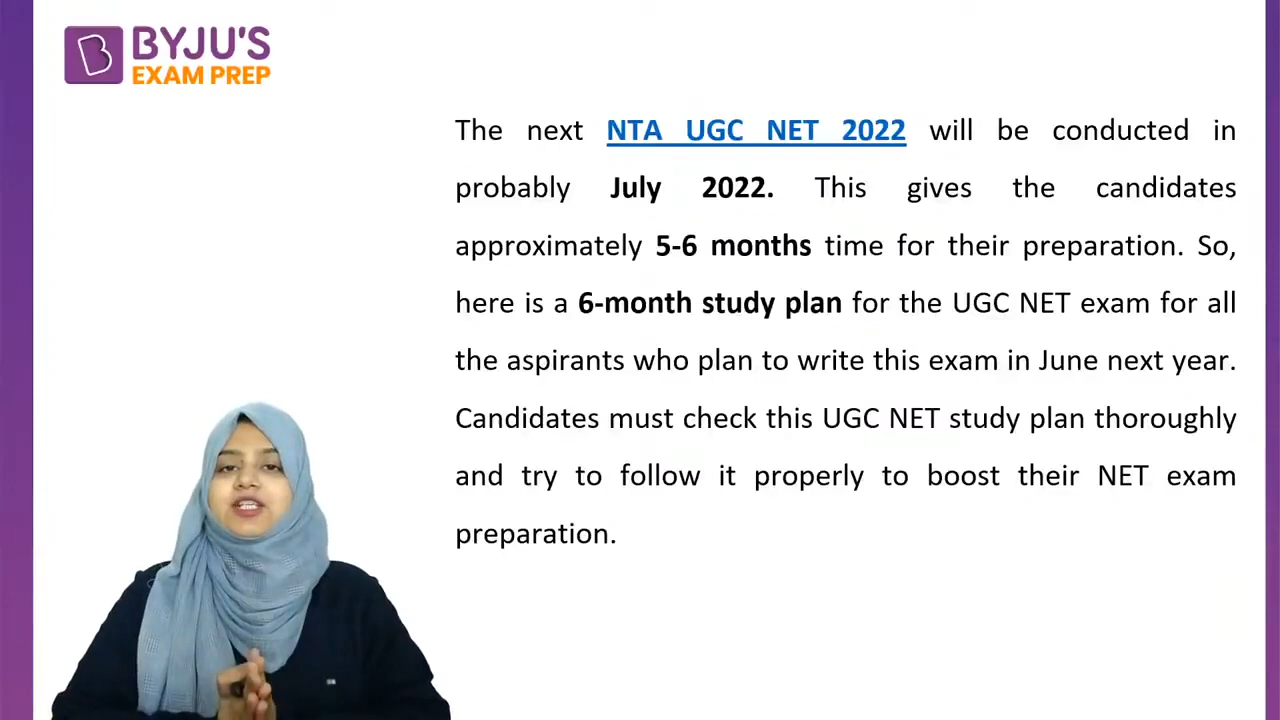 BYJU'S
EXAM PREP
The next NTA UGC NET 2022 will be conducted in
probably July 2022. This gives the candidates
approximately 5-6 months time for their preparation. So,
here is a 6-month study plan for the UGC NET exam for all
the aspirants who plan to write this exam in June next year.
Candidates must check this UGC NET study plan thoroughly
and try to follow it properly to boost their NET exam
preparation.